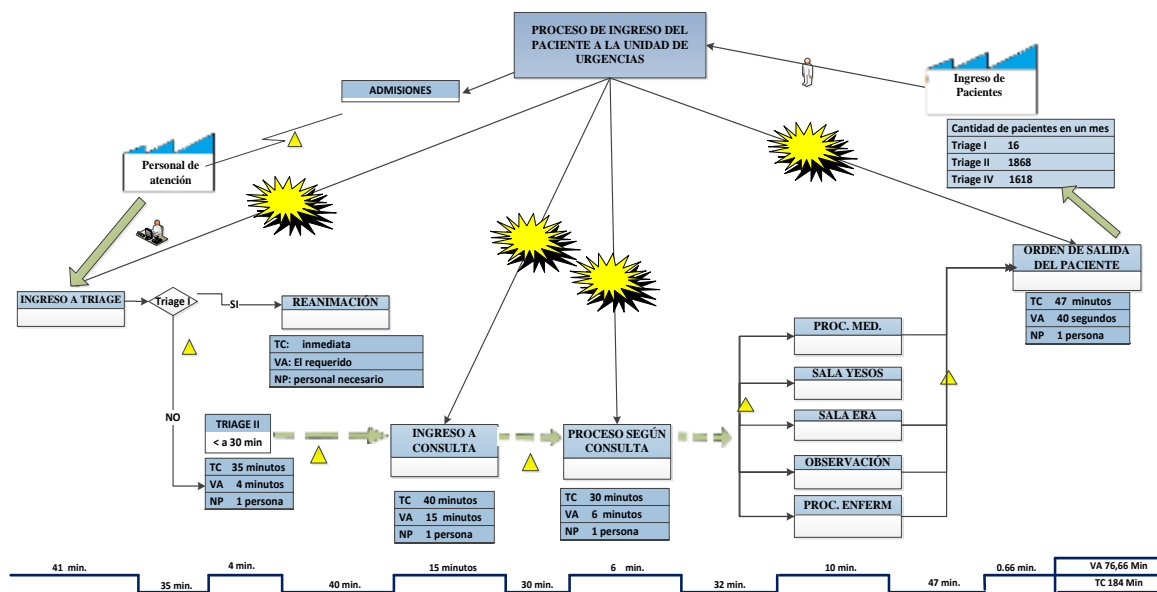 PROCESO DE INGRESO DEL
PACIENTE A LA UNIDAD DE
URGENCIAS
Ingreso de
Pacientes
ADMISIONES
Cantidad de pacientes en un mes
Triage I 16
Triage II 1868
Triage IV 1618
Personal de
atención
ORDEN DE SALIDA
DEL PACIENTE
INGRESO A TRIAGE
Triage I
SI
REANIMACIÓN
TC 47 minutos
VA 40 segundos
NP 1 persona
TC: inmediata
VA: El requerido
NP: personal necesario
PROC. MED.
SALA YESOS
NO
TRIAGE II
< a 30 min
INGRESO A
CONSULTA
PROCESO SEGÚN
CONSULTA
SALA ERA
OBSERVACIÓN
PROC. ENFERM
TC 35 minutos
VA 4 minutos
NP 1 persona
TC 40 minutos
VA 15 minutos
NP 1 persona
TC 30 minutos
VA 6 minutos
NP 1 persona
41 min.
35 min.
4 min.
40 min.
15 minutos
30 min.
6 min.
32 min.
10 min.
47 min.
0.66 min.
VA 76,66 Min
TC 184 Min